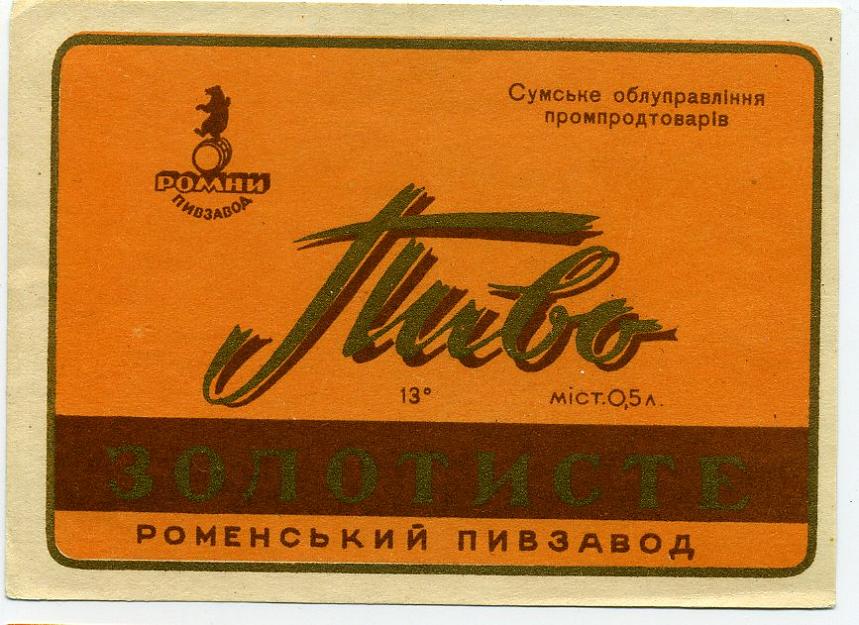 Сумське облуправління
промпродтоварів
РОМНИ
ПИВЗАВОД
Пиво
13° міст. 0,5 л.
ЗОЛОТИСТЕ
РОМЕНСЬКИЙ ПИВЗАВОД